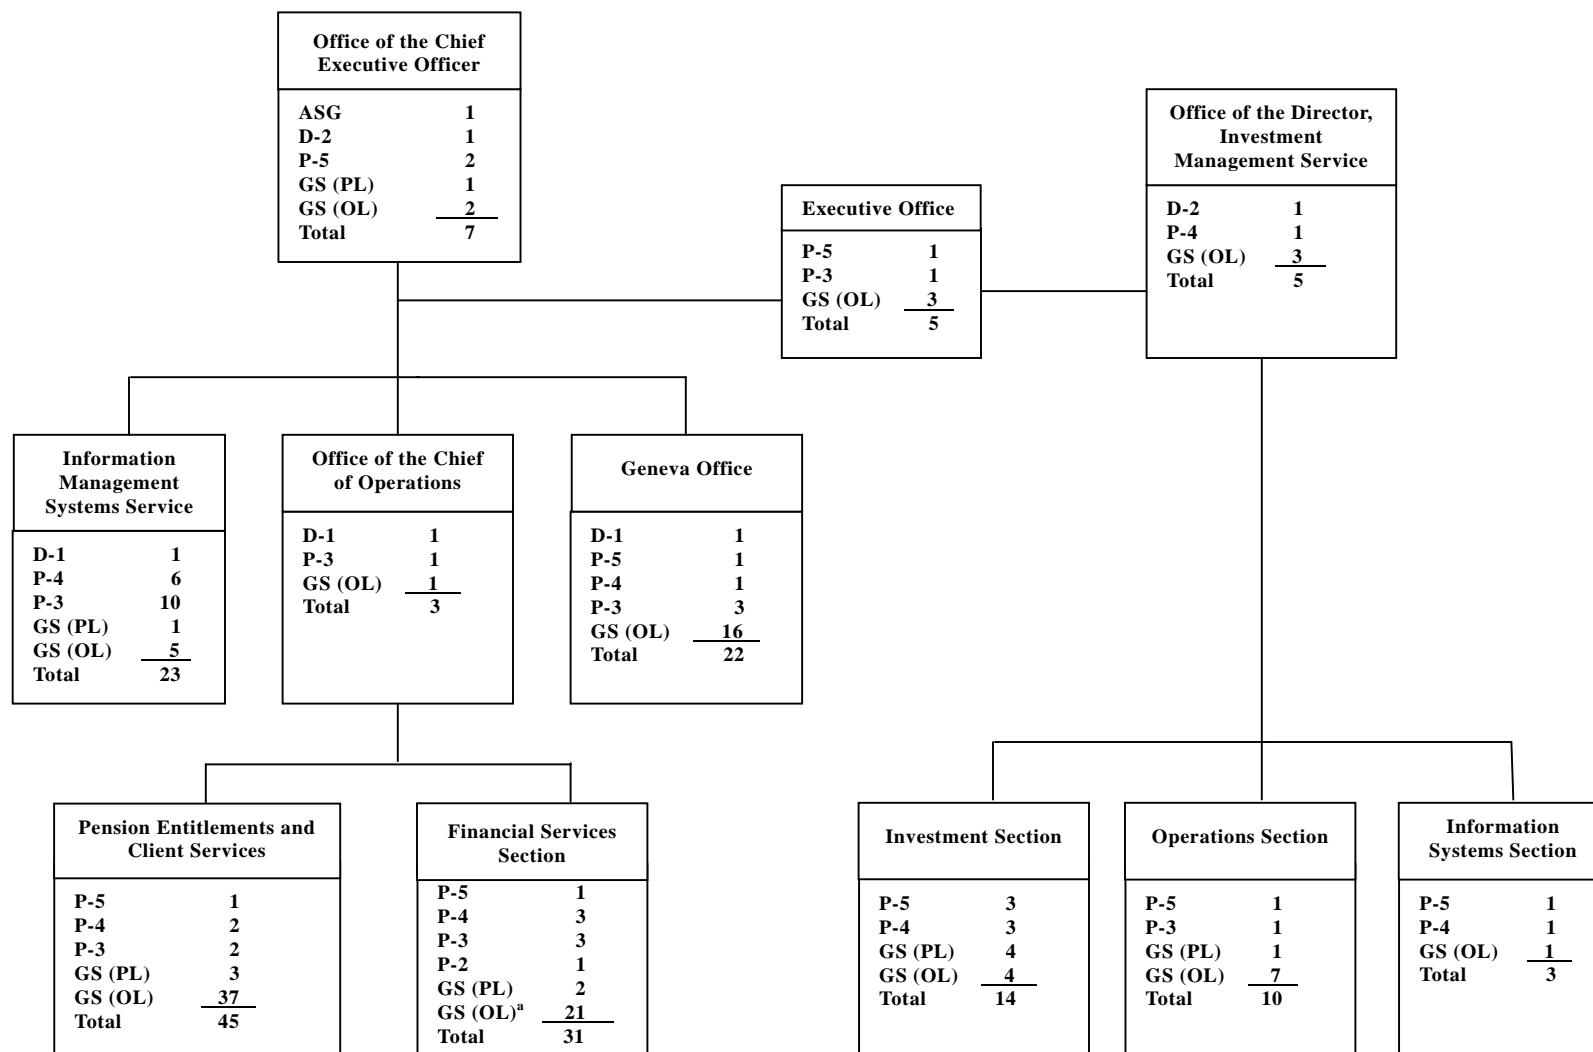 Office of the Chief
Executive Officer
ASG 1
D-2 1
P-5 2
GS (PL) 1
GS (OL) 2
Total 7
Office of the Director,
Investment
Management Service
D-2 1
P-4 1
GS (OL) 3
Total 5
Executive Office
P-5 1
P-3 1
GS (OL) 3
Total 5
Information
Management
Systems Service
D-1 1
P-4 6
P-3 10
GS (PL) 1
GS (OL) 5
Total 23
Office of the Chief
of Operations
D-1 1
P-3 1
GS (OL) 1
Total 3
Geneva Office
D-1 1
P-5 1
P-4 1
P-3 3
GS (OL) 16
Total 22
Pension Entitlements and
Client Services
P-5 1
P-4 2
P-3 2
GS (PL) 3
GS (OL) 37
Total 45
Financial Services
Section
P-5 1
P-4 3
P-3 3
P-2 1
GS (PL) 2
GS (OL)ᵃ 21
Total 31
Investment Section
P-5 3
P-4 3
GS (PL) 4
GS (OL) 4
Total 14
Operations Section
P-5 1
P-3 1
GS (PL) 1
GS (OL) 7
Total 10
Information
Systems Section
P-5 1
P-4 1
GS (OL) 1
Total 3